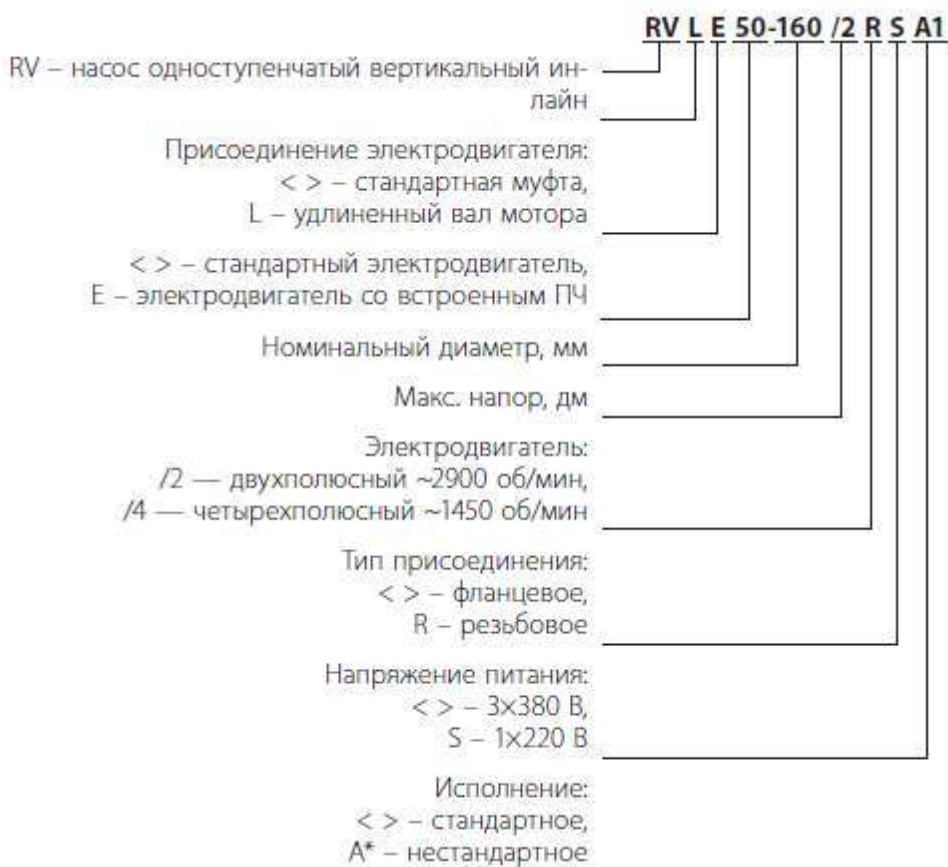 RV L E 50-160 /2 R S A1
RV – насос одноступенчатый вертикальный ин-
лайн
Присоединение электродвигателя:
< > – стандартная муфта,
L – удлиненный вал мотора
< > – стандартный электродвигатель,
E – электродвигатель со встроенным ПЧ
Номинальный диаметр, мм
Макс. напор, дм
Электродвигатель:
/2 — двухполюсный ~2900 об/мин,
/4 — четырехполюсный ~1450 об/мин
Тип присоединения:
< > – фланцевое,
R – резьбовое
Напряжение питания:
< > – 3×380 В,
S – 1×220 В
Исполнение:
< > – стандартное,
A* – нестандартное